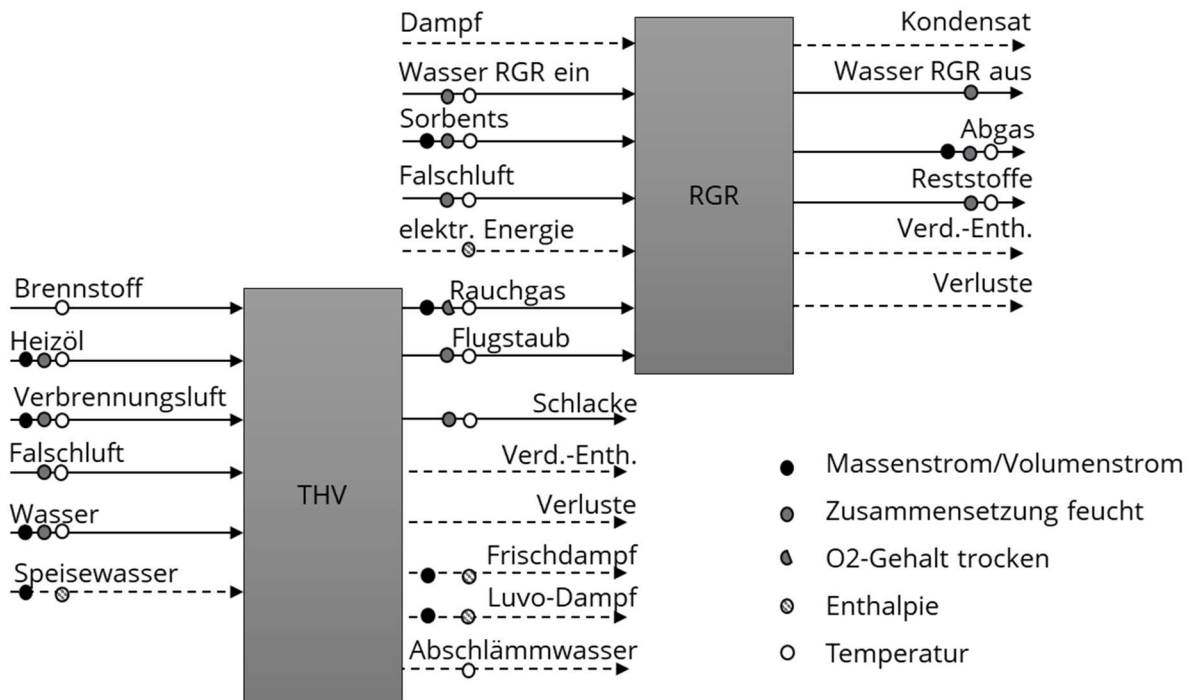 Dampf
Wasser RGR ein
Sorbents
Falschluft
elektr. Energie
RGR
Kondensat
Wasser RGR aus
Abgas
Reststoffe
Verd.-Enth.
Verluste
Brennstoff
Heizöl
Verbrennungsluft
Falschluft
Wasser
Speisewasser
THV
Rauchgas
Flugstaub
Schlacke
Verd.-Enth.
Verluste
Frischdampf
Luvo-Dampf
Abschlämmwasser
Massenstrom/Volumenstrom
Zusammensetzung feucht
O2-Gehalt trocken
Enthalpie
Temperatur